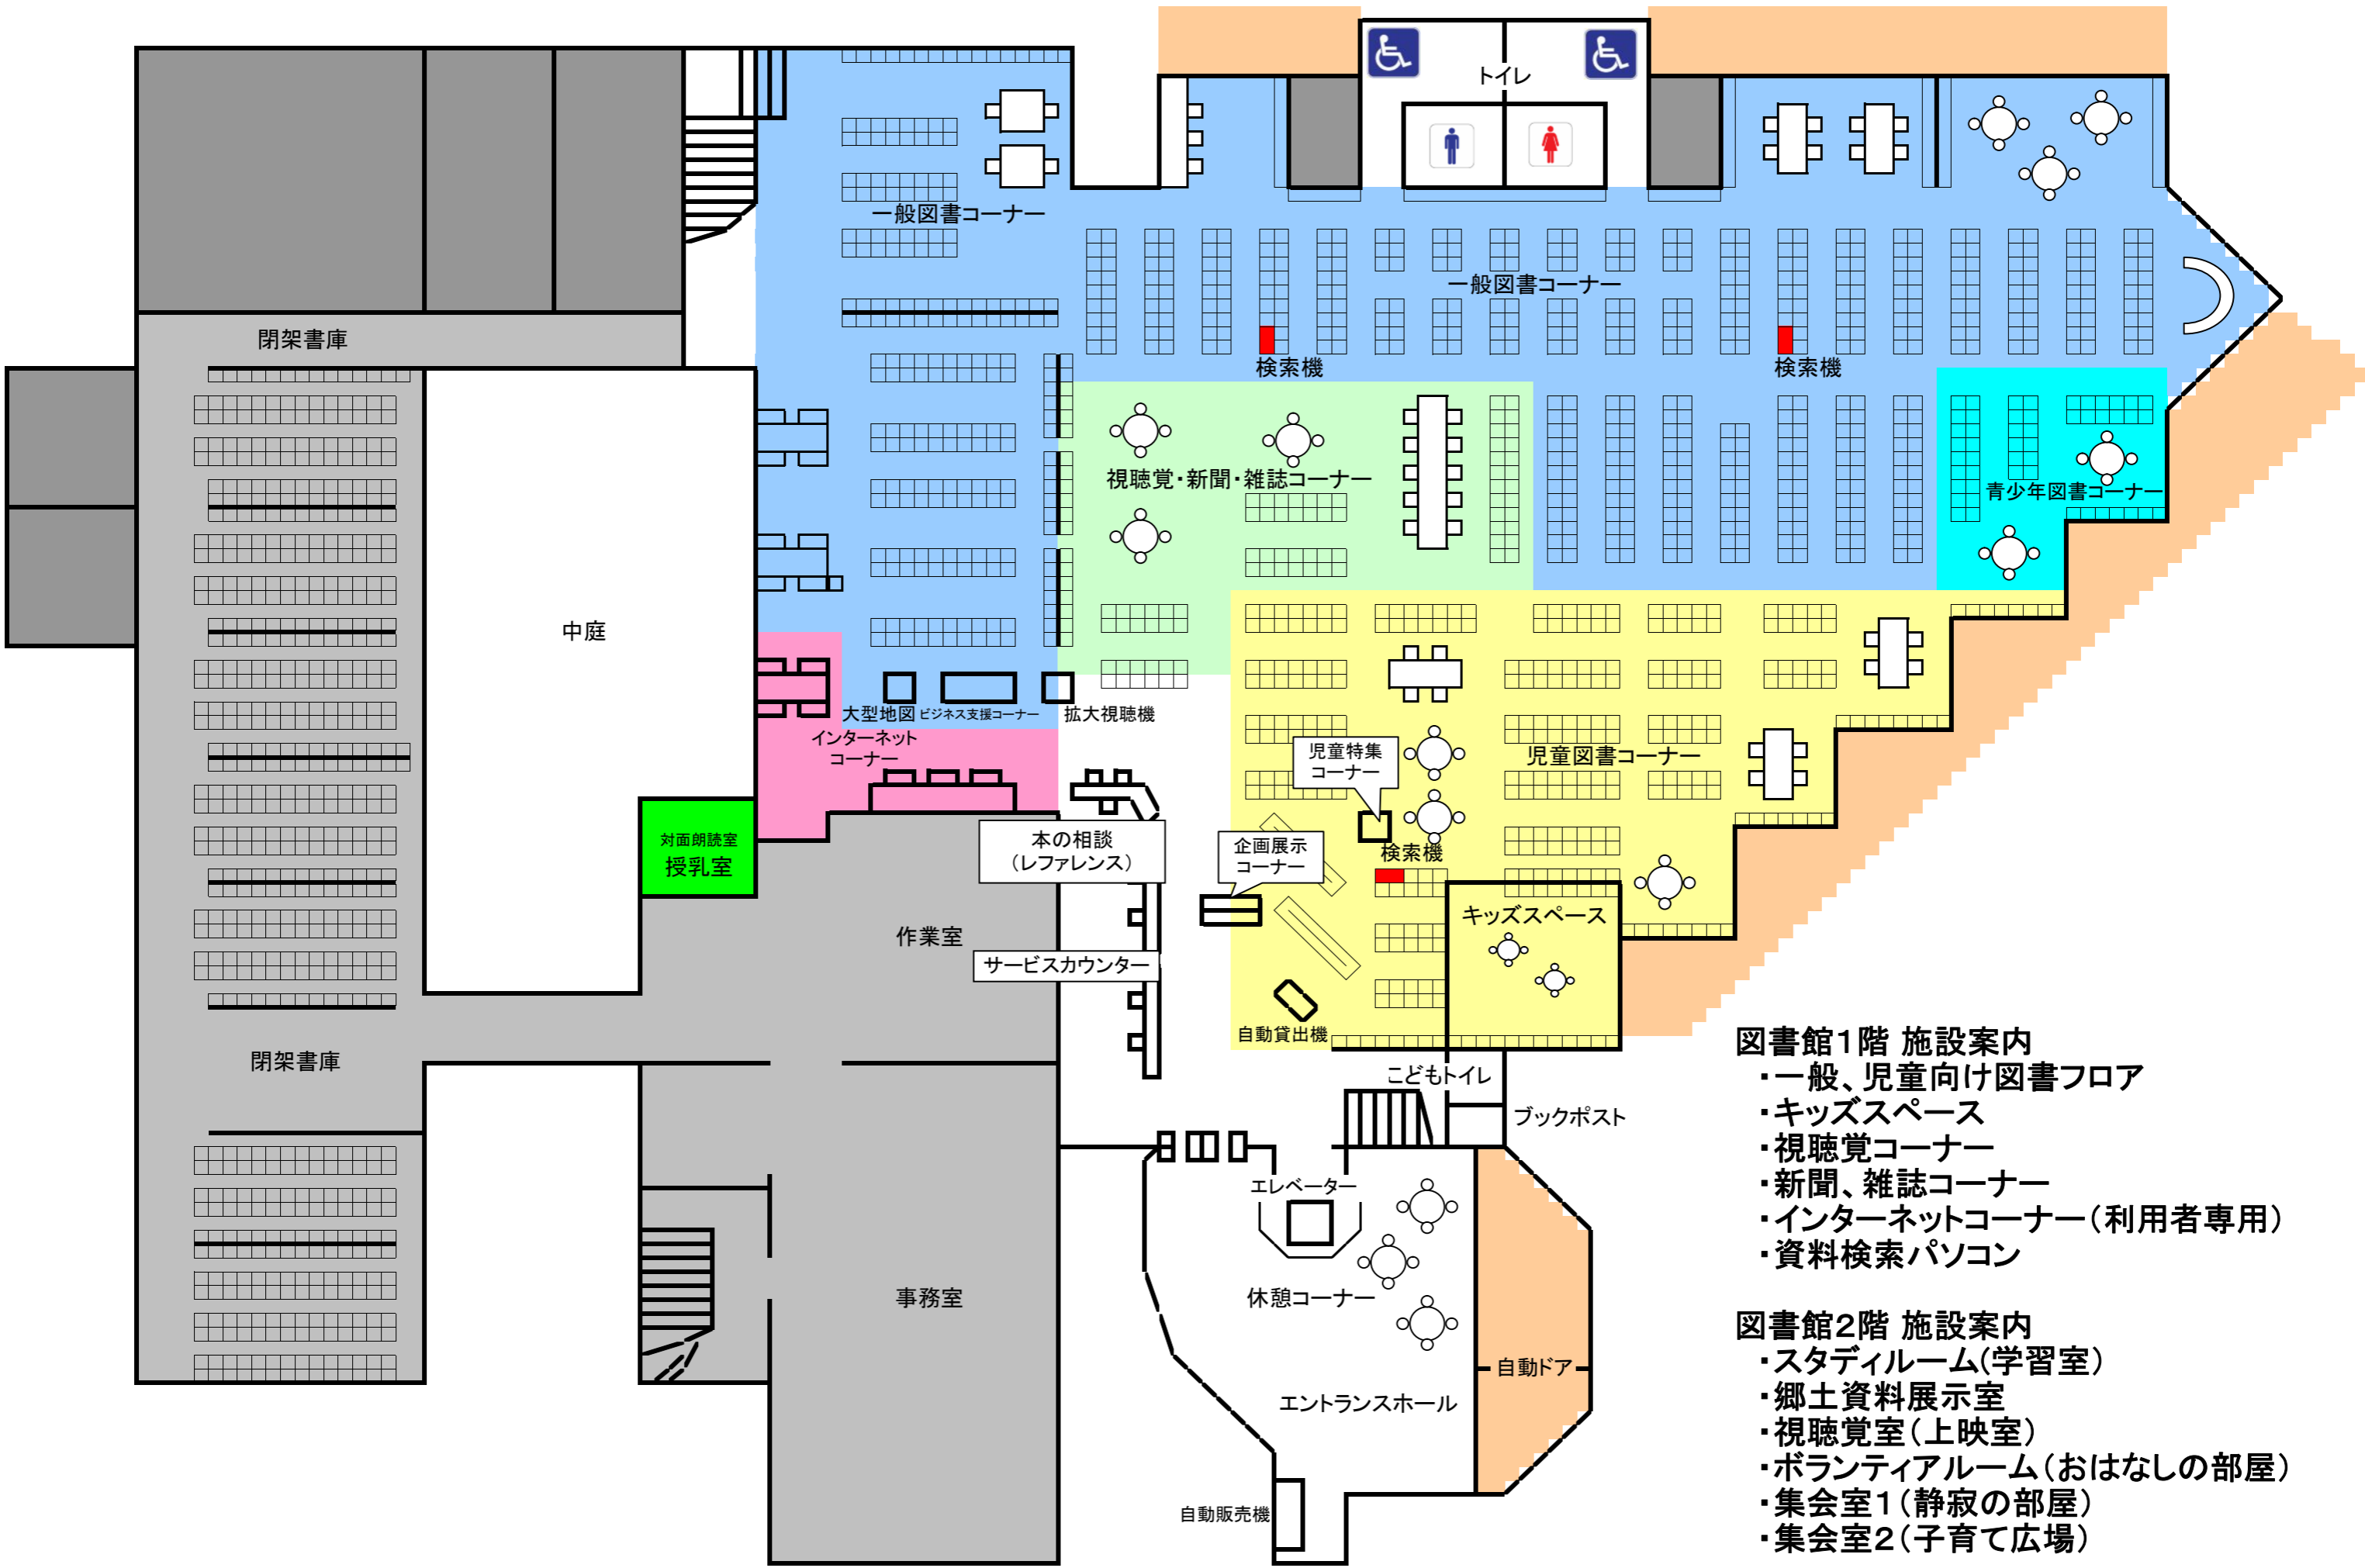 トイレ
一般図書コーナー
一般図書コーナー
閉架書庫
検索機
検索機
視聴覚・新聞・雑誌コーナー
青少年図書コーナー
中庭
大型地図
ビジネス支援コーナー
拡大視聴機
インターネット
コーナー
児童特集
コーナー
児童図書コーナー
対面朗読室
授乳室
本の相談
（レファレンス）
企画展示
コーナー
検索機
キッズスペース
作業室
サービスカウンター
自動貸出機
閉架書庫
こどもトイレ
ブックポスト
エレベーター
事務室
休憩コーナー
自動ドア
エントランスホール
自動販売機
図書館１階 施設案内
・一般、児童向け図書フロア
・キッズスペース
・視聴覚コーナー
・新聞、雑誌コーナー
・インターネットコーナー（利用者専用）
・資料検索パソコン
図書館２階 施設案内
・スタディルーム(学習室）
・郷土資料展示室
・視聴覚室（上映室）
・ボランティアルーム（おはなしの部屋）
・集会室１（静寂の部屋）
・集会室２（子育て広場）